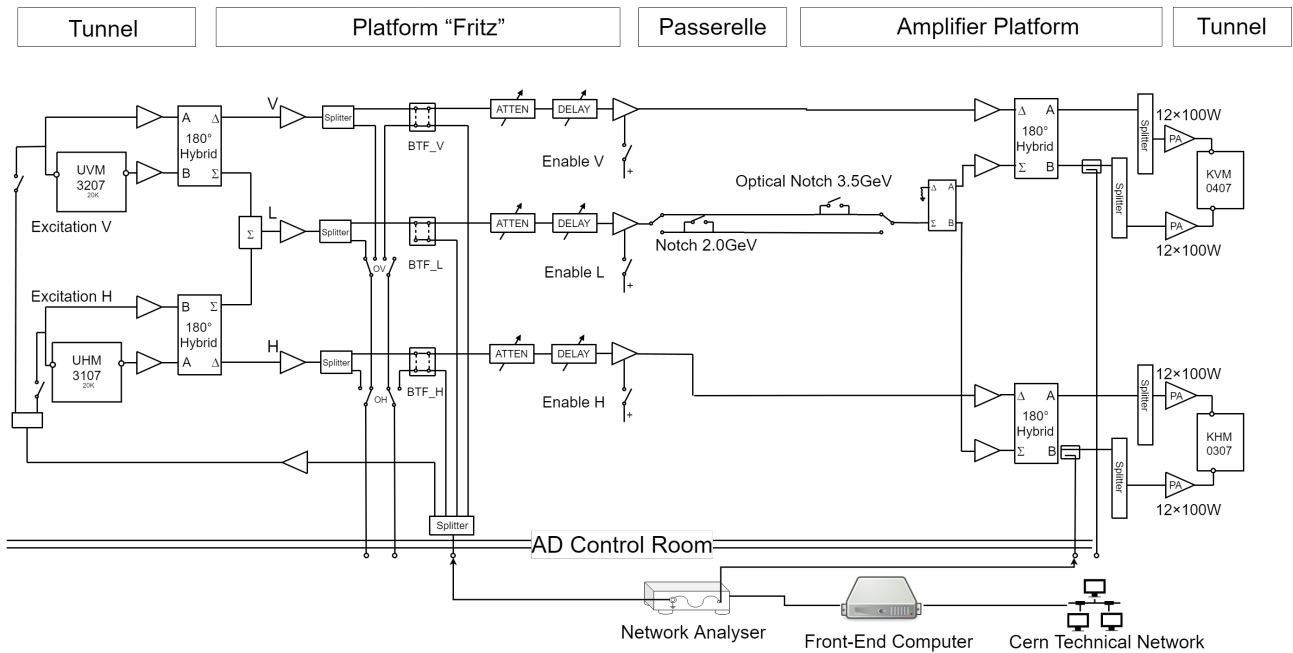 Tunnel
Platform “Fritz”
Passerelle
Amplifier Platform
Tunnel
V
A Δ
180°
Hybrid
B Σ
UVM
3207
20K
Excitation V
Splitter
BTF_V
ATTEN
DELAY
Enable V
+
Σ
L
Splitter
BTF_L
OV
ATTEN
DELAY
Enable L
+
Optical Notch 3.5GeV
Notch 2.0GeV
Δ A
Σ B
Δ A
180°
Hybrid
Σ B
Splitter
Splitter
12×100W
PA
KVM
0407
PA
12×100W
Excitation H
B Σ
180°
Hybrid
A Δ
UHM
3107
20K
H
Splitter
BTF_H
OH
ATTEN
DELAY
Enable H
+
Δ A
180°
Hybrid
Σ B
Splitter
Splitter
12×100W
PA
KHM
0307
PA
12×100W
Splitter
AD Control Room
Network Analyser
Front-End Computer
Cern Technical Network